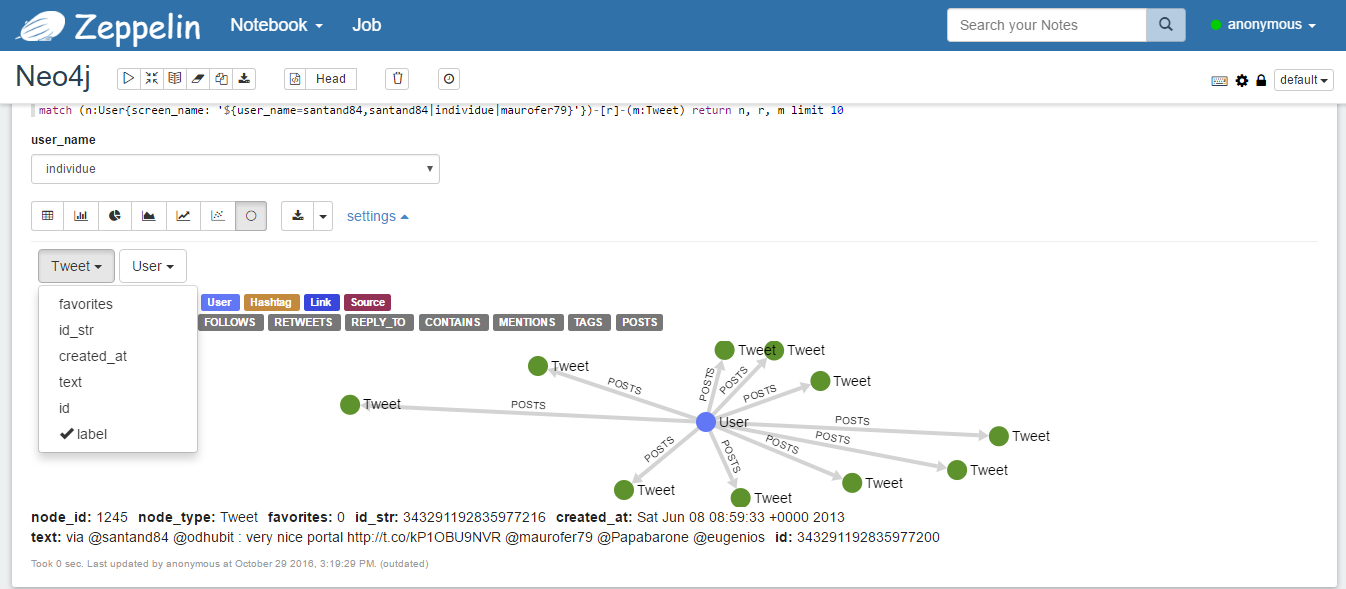 Zeppelin Notebook Job Search your Notes anonymous
Neo4j Head default
match (n:User{screen_name: '${user_name=santand84,santand84|individue|maurofer79}'})-[r]-(m:Tweet) return n, r, m limit 10
user_name
individue
settings
Tweet User
favorites
id_str
created_at
text
id
label
User Hashtag Link Source
FOLLOWS RETWEETS REPLY_TO CONTAINS MENTIONS TAGS POSTS
Tweet Tweet
Tweet
POSTS POSTS
Tweet
POSTS POSTS
Tweet
POSTS
User
POSTS
Tweet
POSTS
POSTS
POSTS
POSTS
Tweet
Tweet
Tweet
Tweet
node_id: 1245 node_type: Tweet favorites: 0 id_str: 343291192835977216 created_at: Sat Jun 08 08:59:33 +0000 2013
text: via @santand84 @odhubit : very nice portal http://t.co/kP1OBU9NVR @maurofer79 @Papabarone @eugenios id: 343291192835977200
Took 0 sec. Last updated by anonymous at October 29 2016, 3:19:29 PM. (outdated)